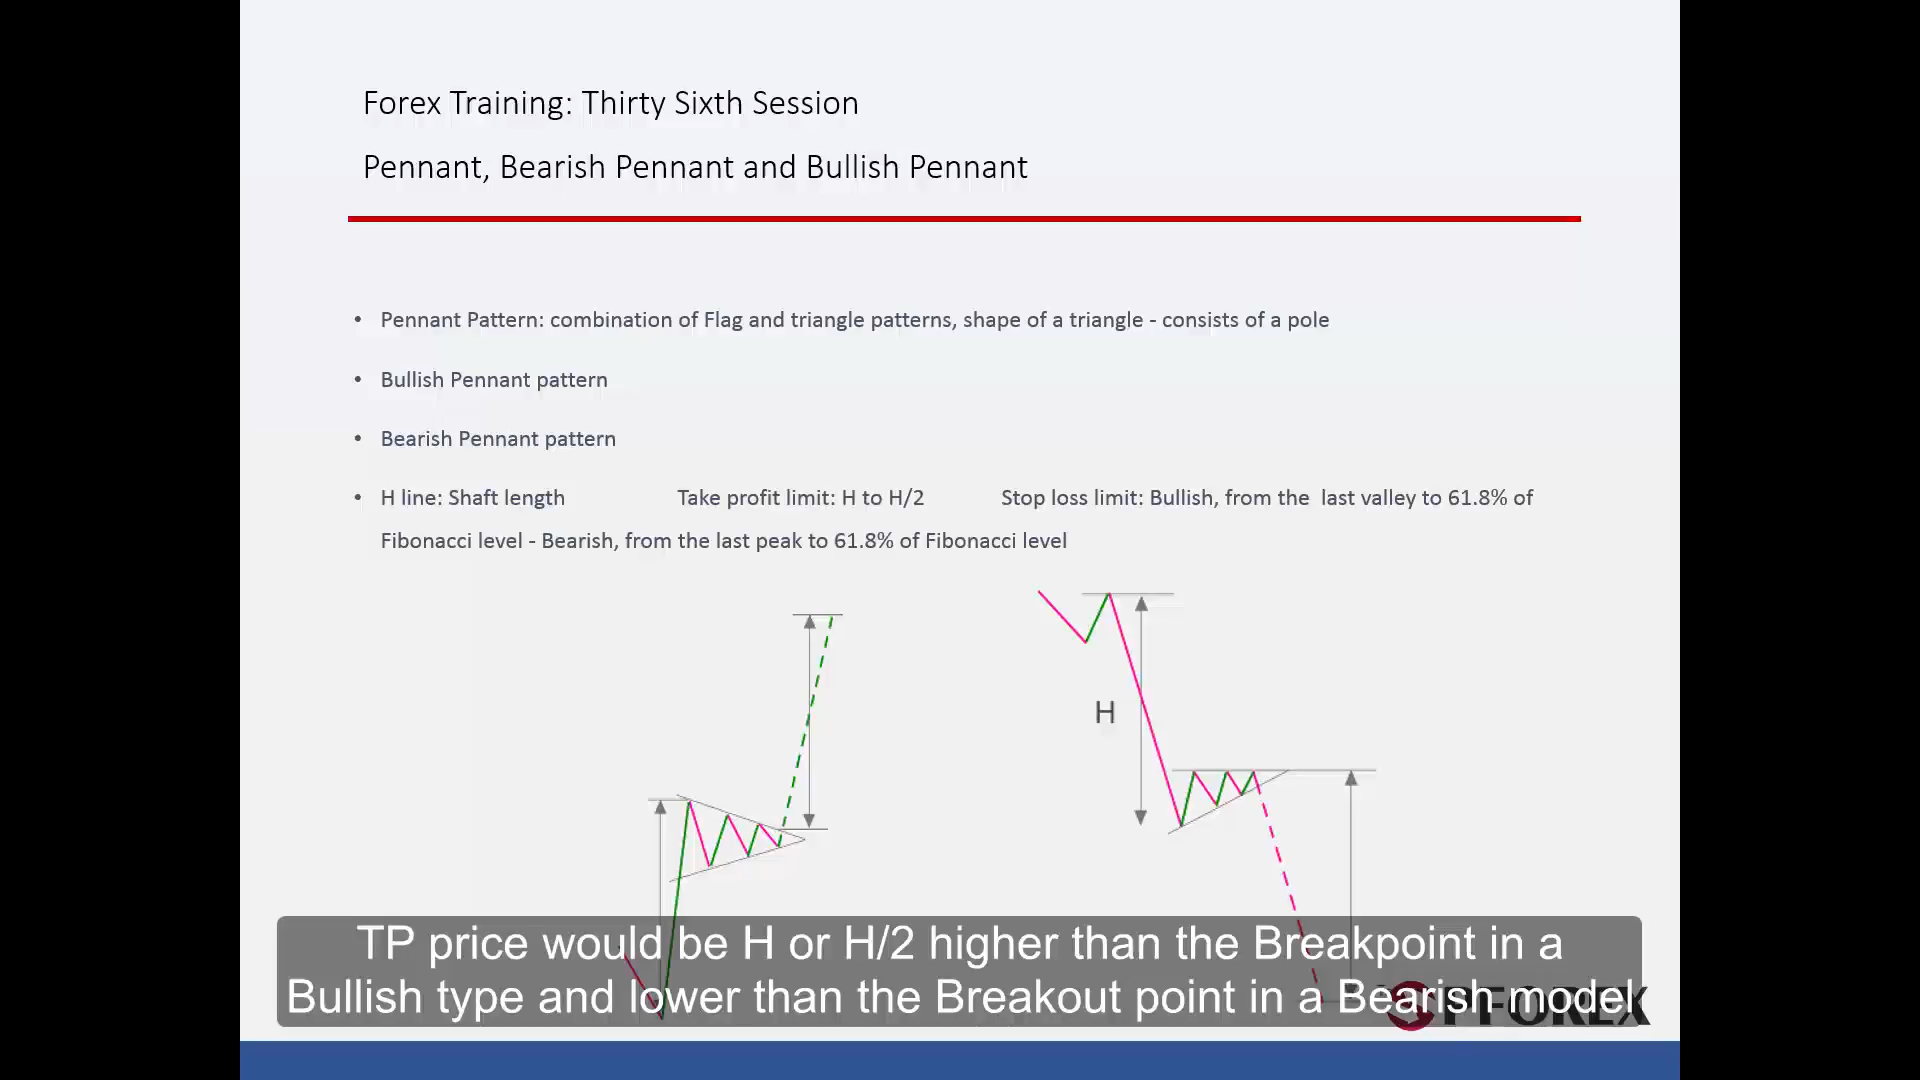 Forex Training: Thirty Sixth Session
Pennant, Bearish Pennant and Bullish Pennant
• Pennant Pattern: combination of Flag and triangle patterns, shape of a triangle - consists of a pole
• Bullish Pennant pattern
• Bearish Pennant pattern
• H line: Shaft length Take profit limit: H to H/2 Stop loss limit: Bullish, from the last valley to 61.8% of
Fibonacci level - Bearish, from the last peak to 61.8% of Fibonacci level
H
TP price would be H or H/2 higher than the Breakpoint in a
Bullish type and lower than the Breakout point in a Bearish model